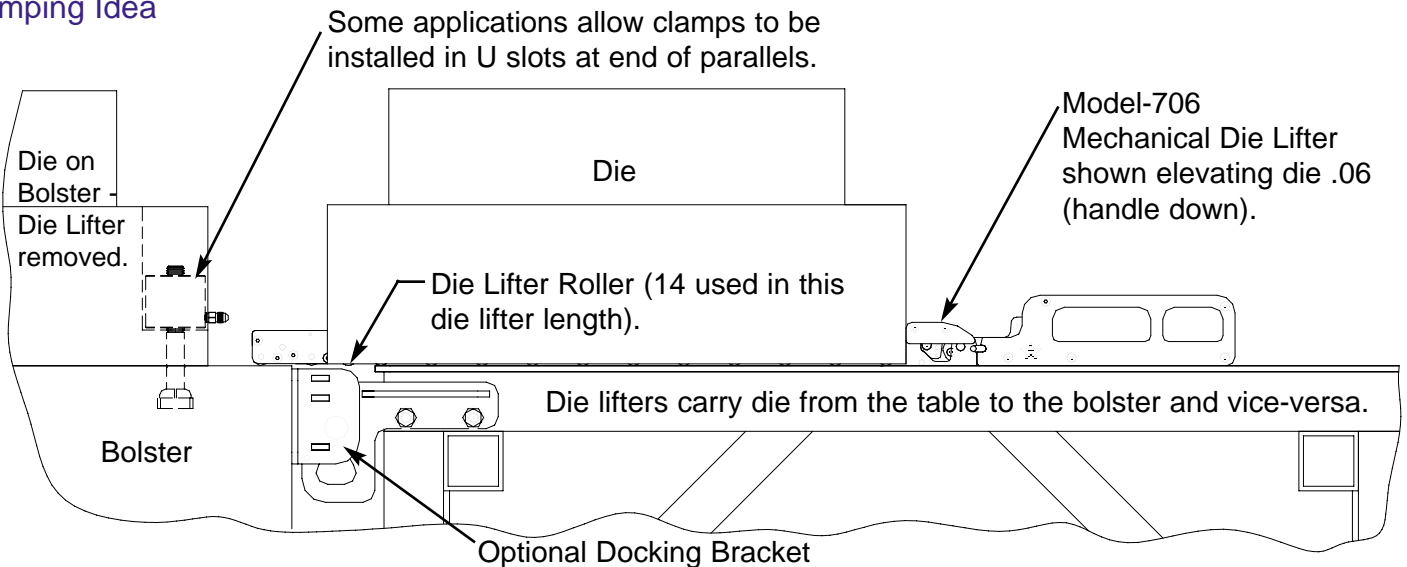 mping Idea
Some applications allow clamps to be
installed in U slots at end of parallels.
Model-706
Mechanical Die Lifter
shown elevating die .06
(handle down).
Die on
Bolster -
Die Lifter
removed.
Die
Die Lifter Roller (14 used in this
die lifter length).
Die lifters carry die from the table to the bolster and vice-versa.
Bolster
Optional Docking Bracket